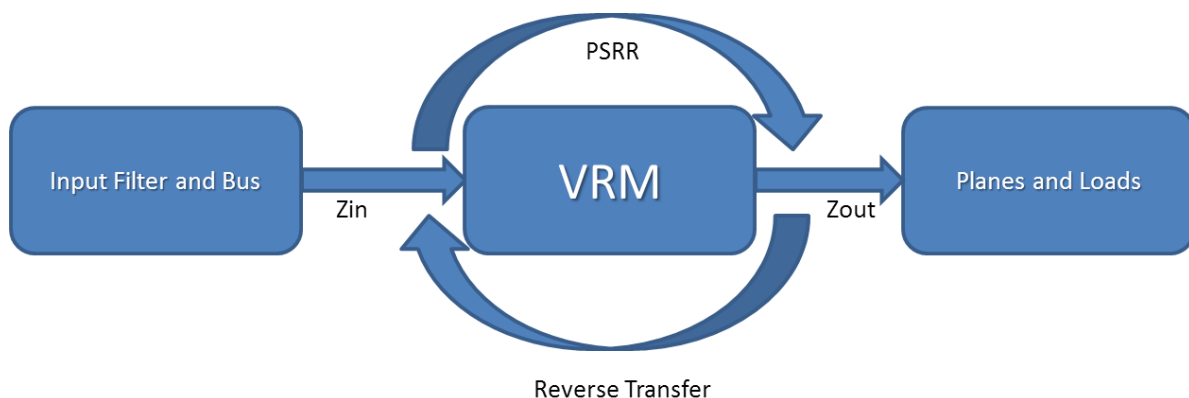 PSRR
Input Filter and Bus
VRM
Planes and Loads
Zin
Zout
Reverse Transfer